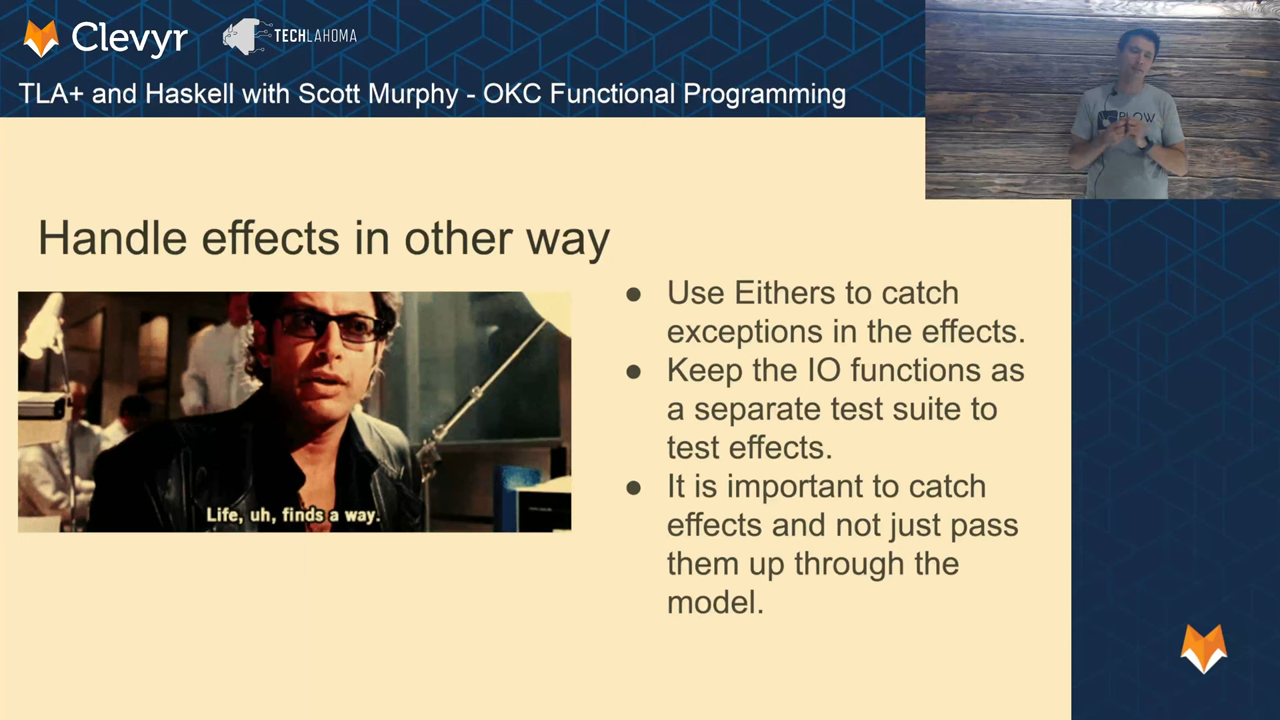 Clevyr
TECHLAHOMA
TLA+ and Haskell with Scott Murphy - OKC Functional Programming
PLOW
Handle effects in other way
Life, uh, finds a way.
● Use Eithers to catch
exceptions in the effects.
● Keep the IO functions as
a separate test suite to
test effects.
● It is important to catch
effects and not just pass
them up through the
model.